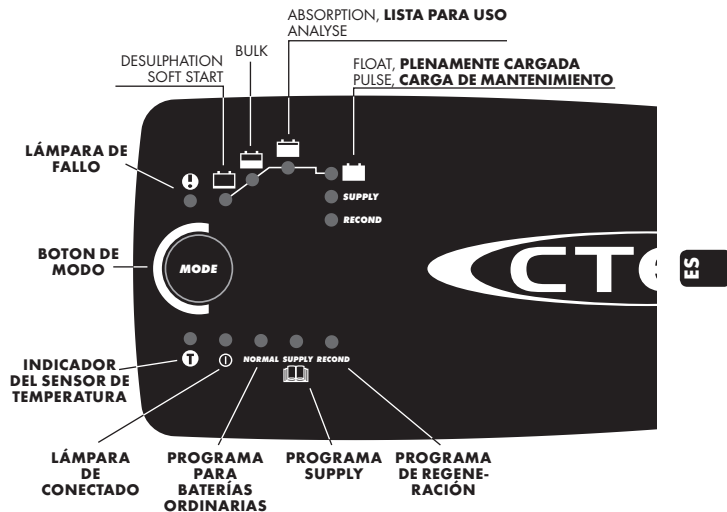 ABSORPTION, LISTA PARA USO
ANALYSE
BULK
DESULPHATION
SOFT START
FLOAT, PLENAMENTE CARGADA
PULSE, CARGA DE MANTENIMIENTO
LÁMPARA DE
FALLO
SUPPLY
RECOND
BOTON DE
MODO
MODE
CTE
ES
INDICADOR
DEL SENSOR DE
TEMPERATURA
T
NORMAL SUPPLY RECOND
LÁMPARA
DE
CONECTADO
PROGRAMA
PARA
BATERÍAS
ORDINARIAS
PROGRAMA
SUPPLY
PROGRAMA
DE REGENE-
RACIÓN